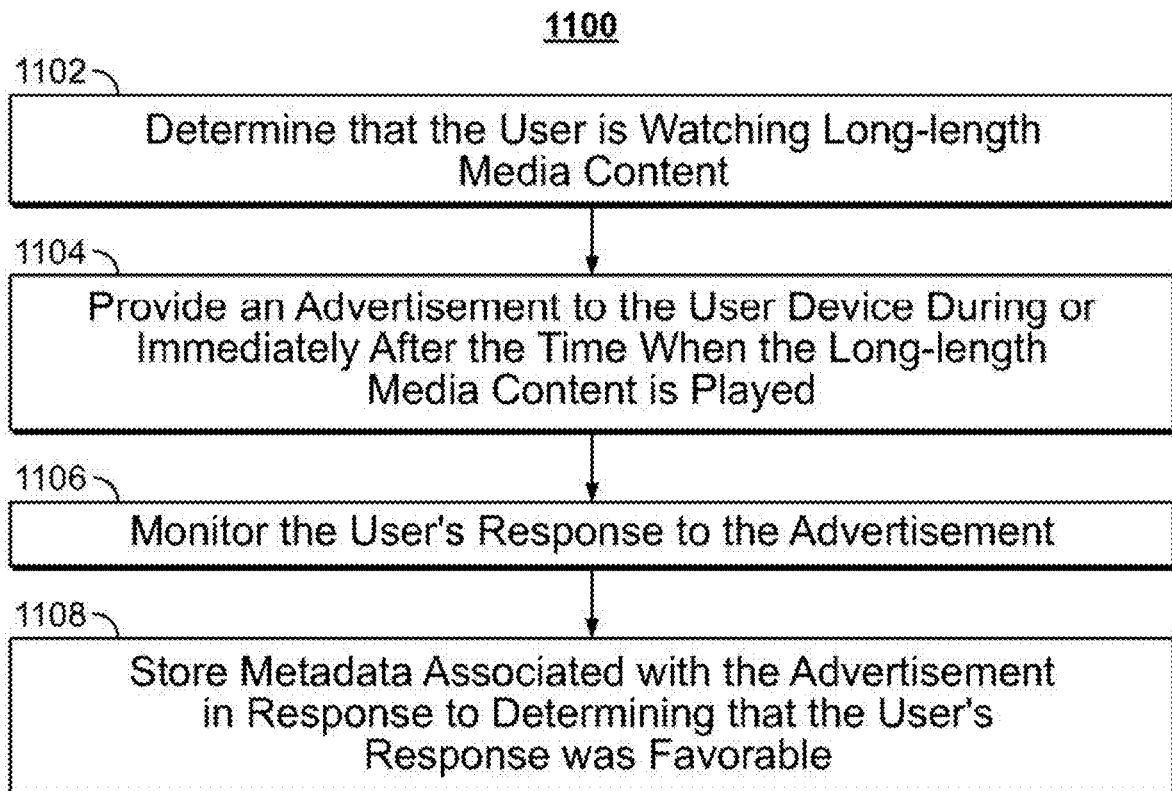 1100
1102
Determine that the User is Watching Long-length
Media Content
1104
Provide an Advertisement to the User Device During or
Immediately After the Time When the Long-length
Media Content is Played
1106
Monitor the User's Response to the Advertisement
1108
Store Metadata Associated with the Advertisement
in Response to Determining that the User's
Response was Favorable